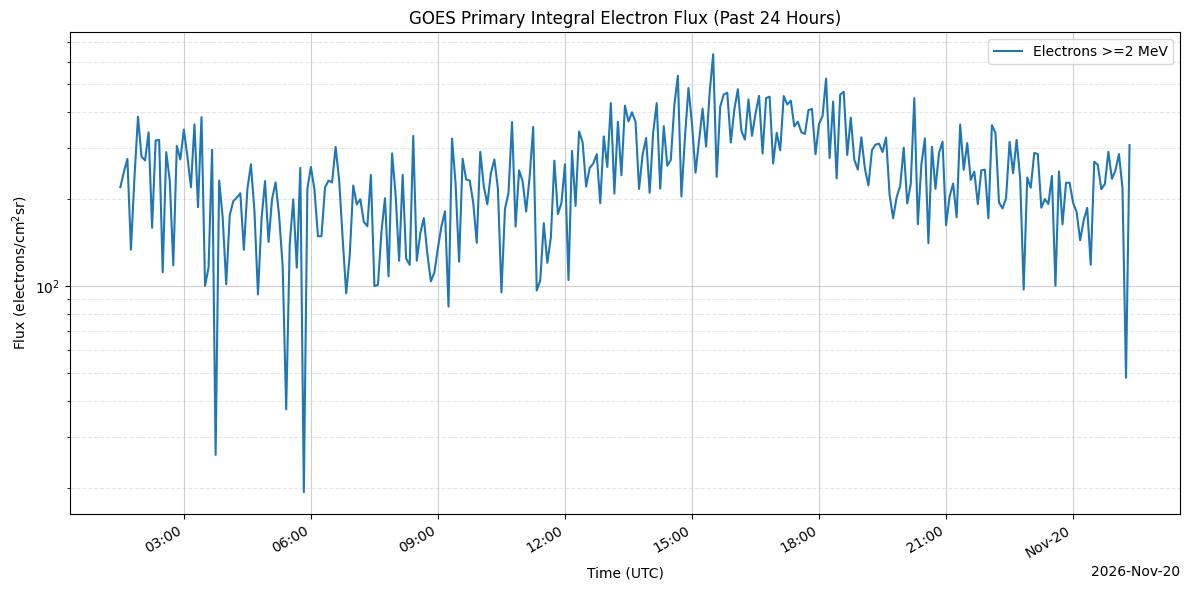 GOES Primary Integral Electron Flux (Past 24 Hours)
Electrons >=2 MeV
Flux (electrons/cm²sr)
10²
03:00
06:00
09:00
12:00
15:00
18:00
21:00
Nov-20
Time (UTC)
2026-Nov-20